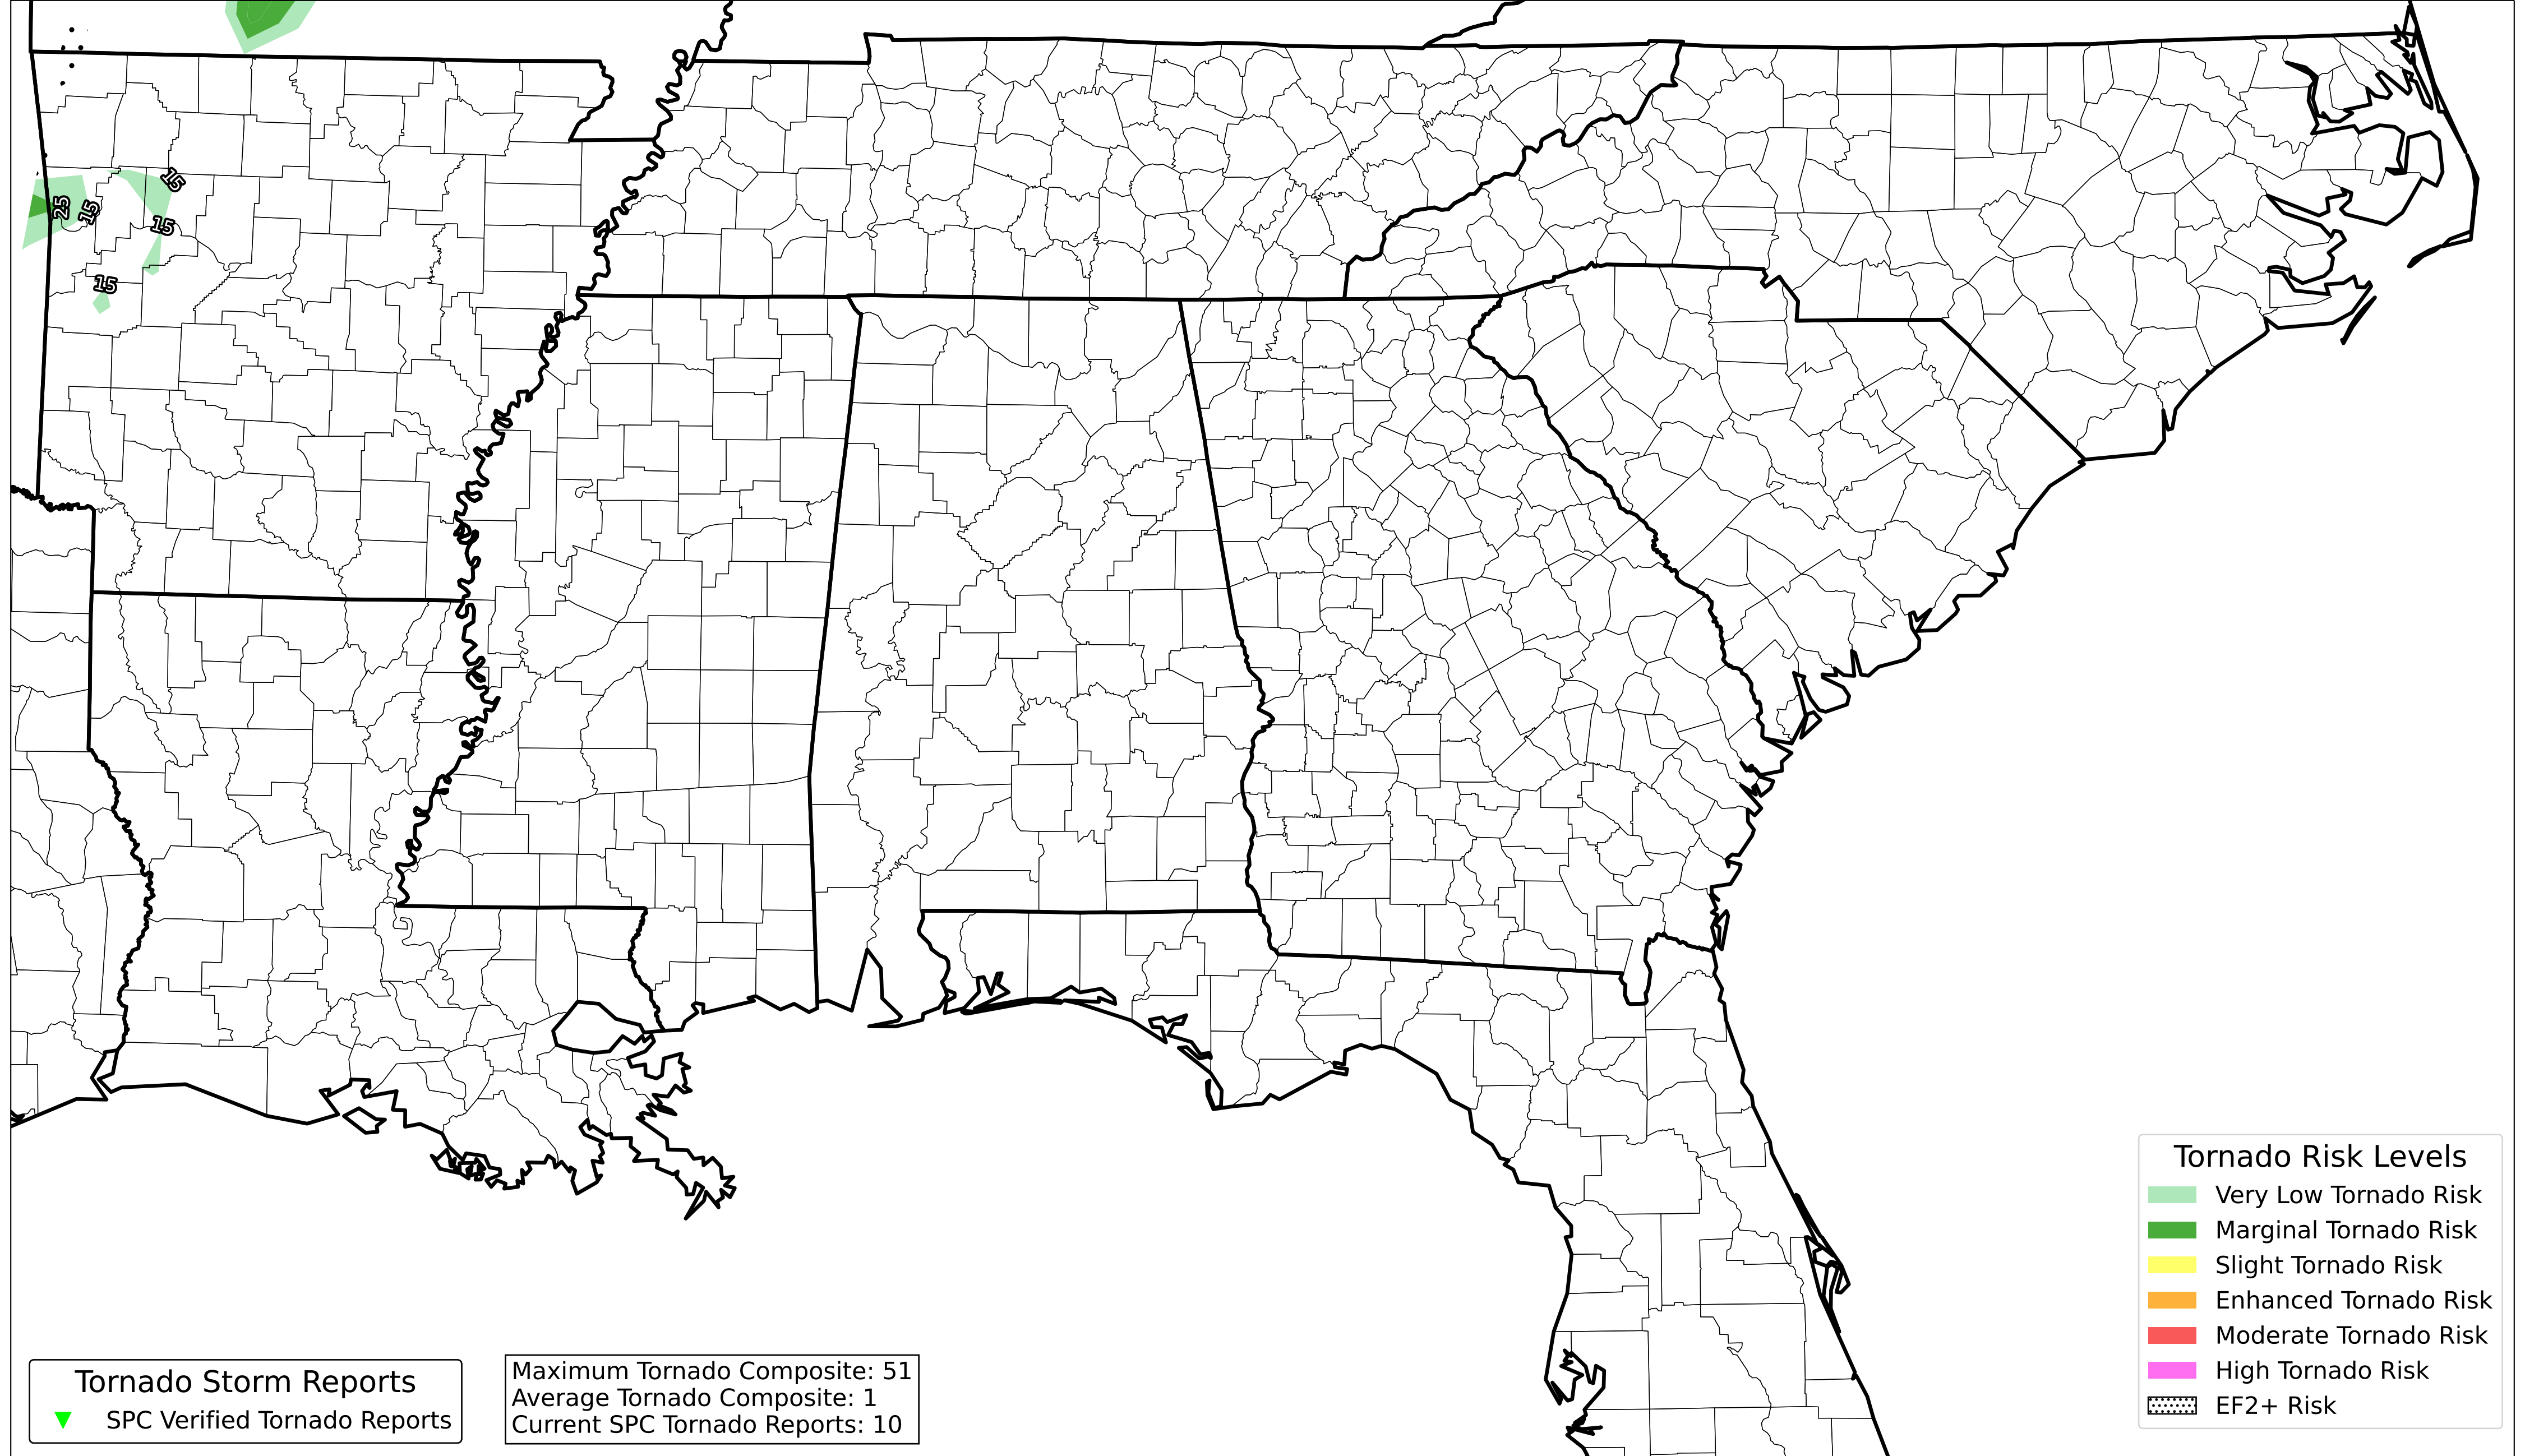 15
25
15
15
15
Tornado Risk Levels
Very Low Tornado Risk
Marginal Tornado Risk
Slight Tornado Risk
Enhanced Tornado Risk
Moderate Tornado Risk
High Tornado Risk
EF2+ Risk
Tornado Storm Reports
SPC Verified Tornado Reports
Maximum Tornado Composite: 51
Average Tornado Composite: 1
Current SPC Tornado Reports: 10